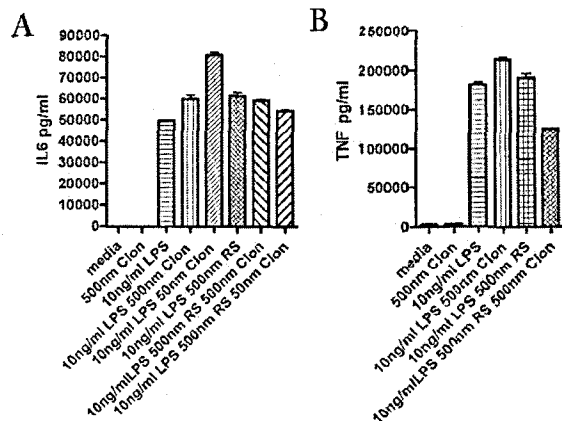 A
IL6 pg/ml
90000
80000
70000
60000
50000
40000
30000
20000
10000
0
media
500nm Clon
10ng/ml LPS
10ng/ml LPS 500nm Clon
10ng/ml LPS 50nm Clon
10ng/ml LPS 500nm RS
10ng/mlLPS 500nm RS 500nm Clon
10ng/ml LPS 500nm RS 50nm Clon
B
TNF pg/ml
250000
200000
150000
100000
50000
0
media
500nm Clon
10ng/ml LPS
10ng/ml LPS 500nm Clon
10ng/ml LPS 500nm RS
10ng/mlLPS 500nm RS 500nm Clon